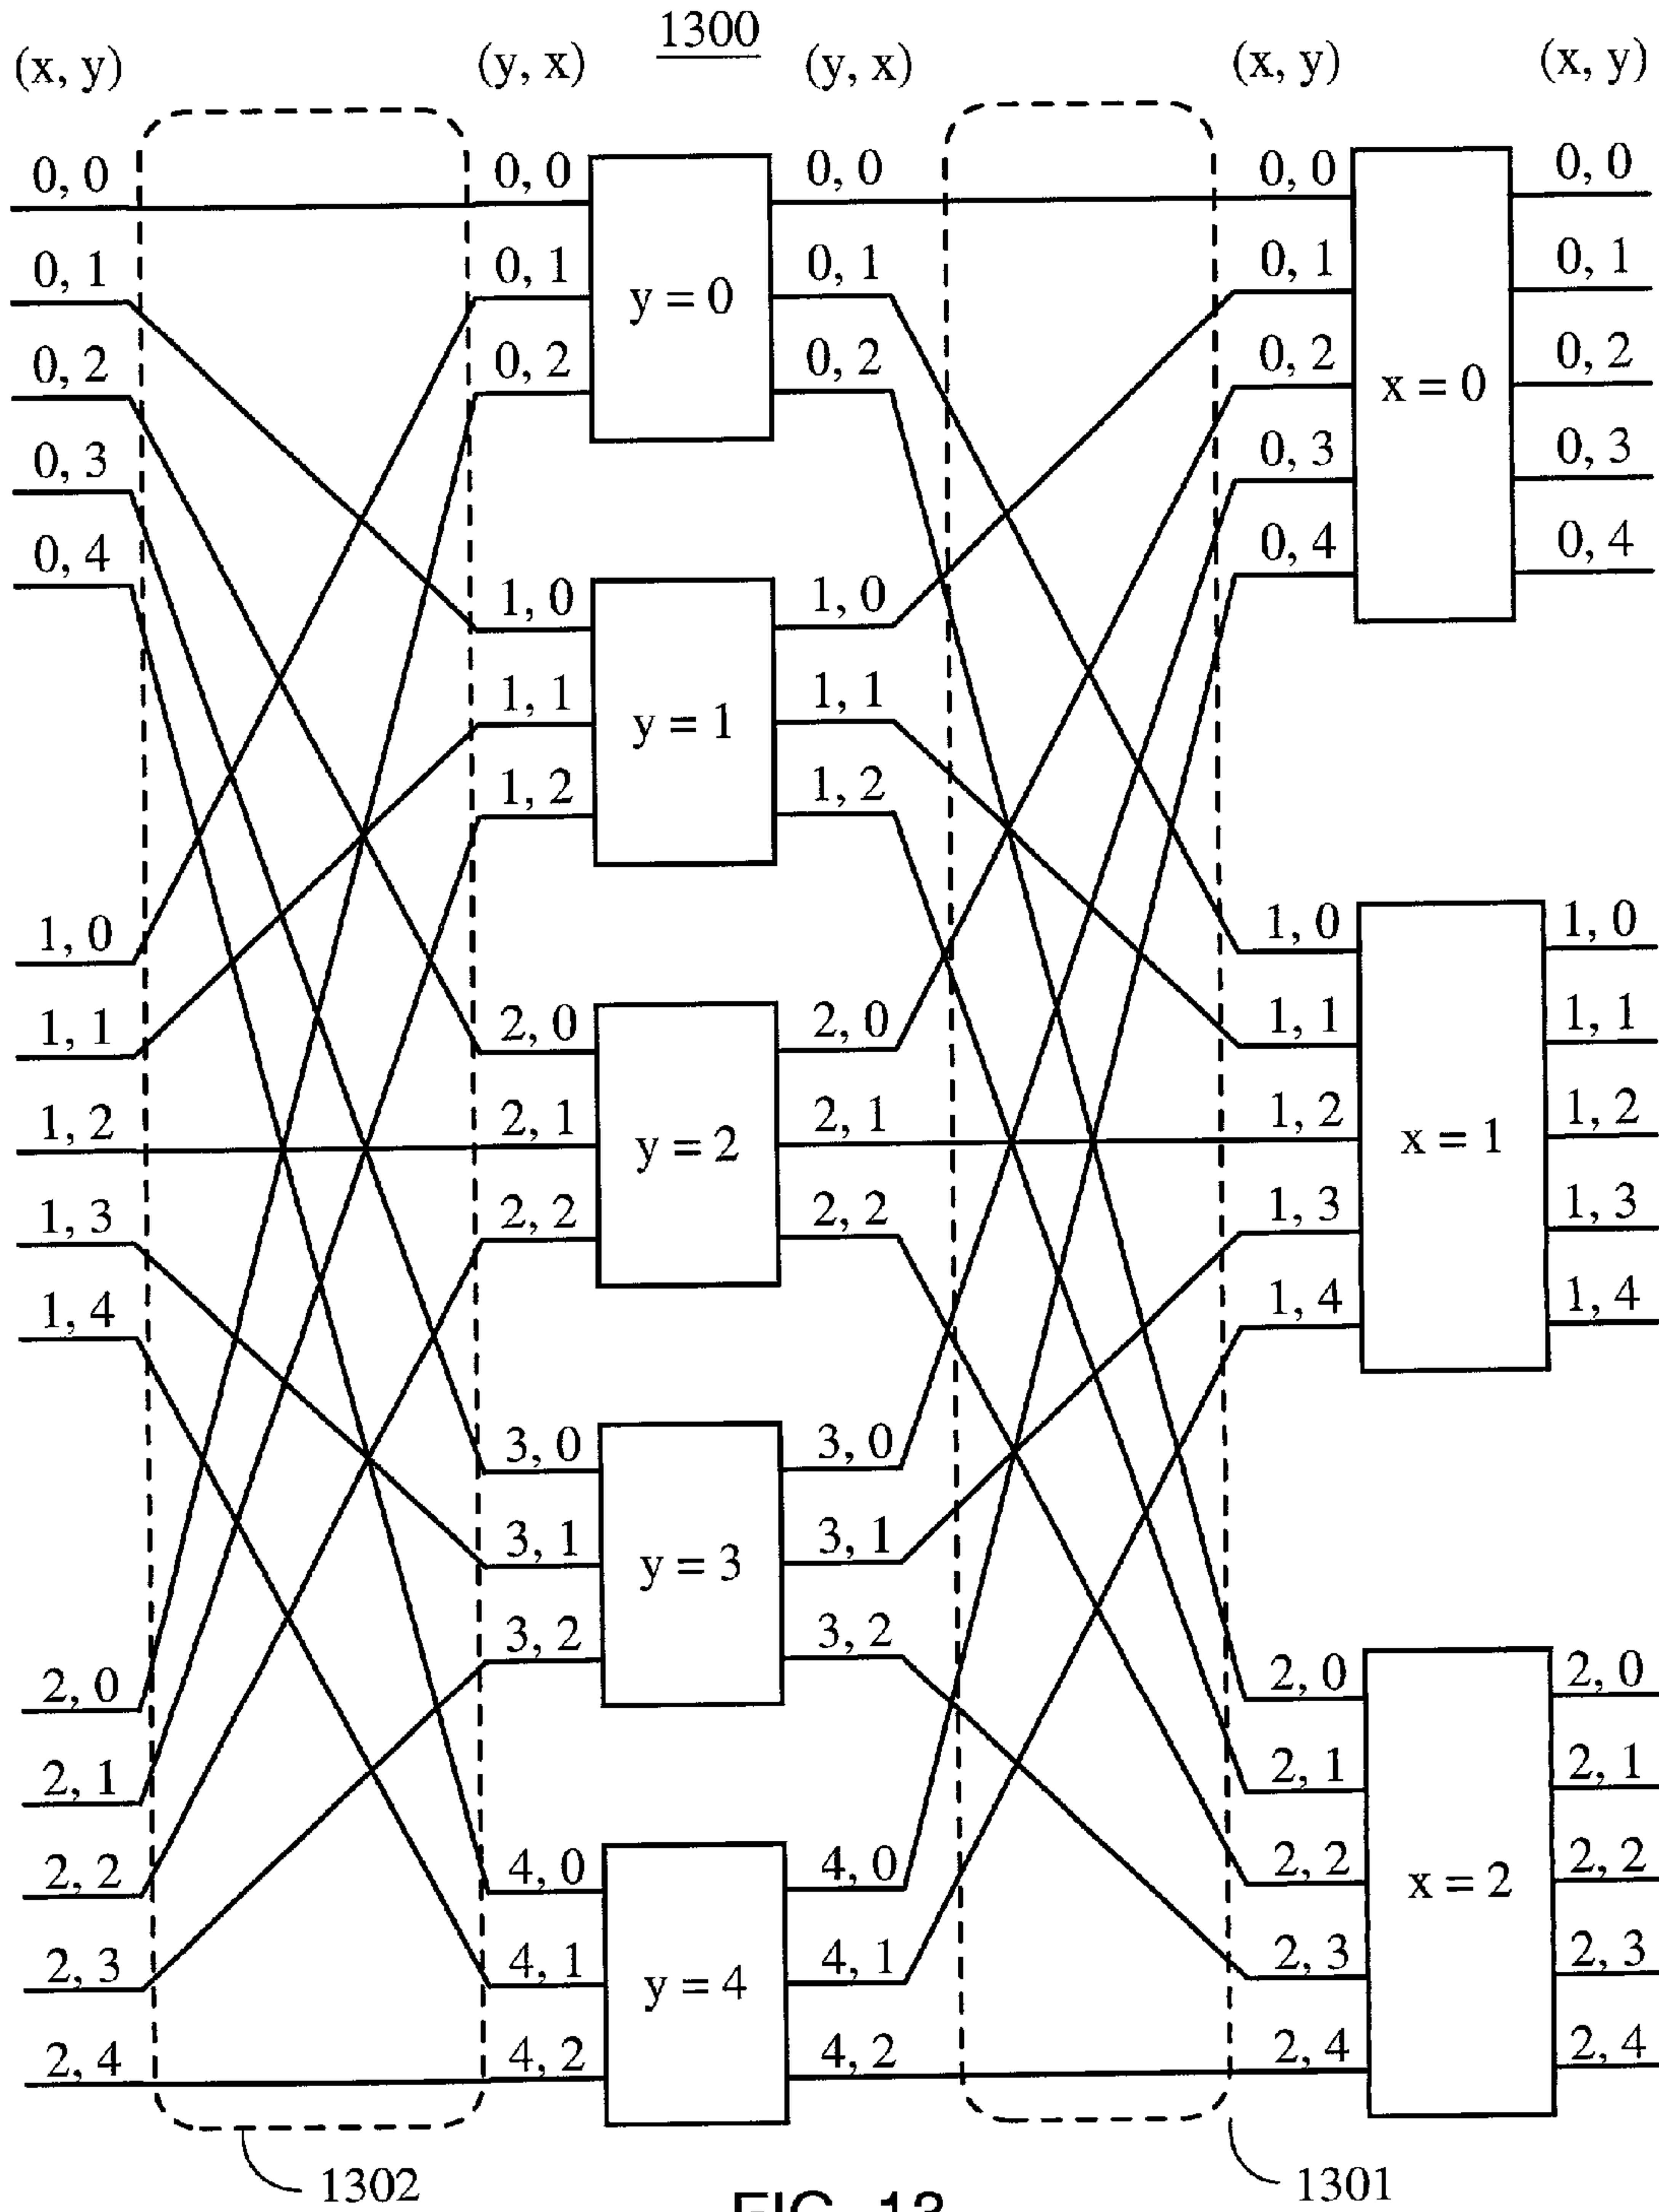 1300
(x, y) (y, x) (y, x) (x, y) (x, y)
0, 0 0, 0 0, 0 0, 0 0, 0
0, 1 0, 1 y = 0 0, 1 0, 1 0, 1
0, 2 0, 2 0, 2 0, 2 x = 0 0, 2
0, 3 0, 3 0, 3
0, 4 0, 4 0, 4
1, 0 1, 0
1, 1 y = 1 1, 1
1, 2 1, 2
1, 0 1, 0 1, 0
1, 1 2, 0 2, 0 1, 1 1, 1
1, 2 2, 1 y = 2 2, 1 1, 2 x = 1 1, 2
1, 3 2, 2 2, 2 1, 3 1, 3
1, 4 1, 4 1, 4
3, 0 3, 0
3, 1 y = 3 3, 1
3, 2 3, 2
2, 0 2, 0 2, 0
2, 1 2, 1 2, 1
2, 2 4, 0 4, 0 2, 2 x = 2 2, 2
2, 3 4, 1 y = 4 4, 1 2, 3 2, 3
2, 4 4, 2 4, 2 2, 4 2, 4
1302 1301
FIG. 13